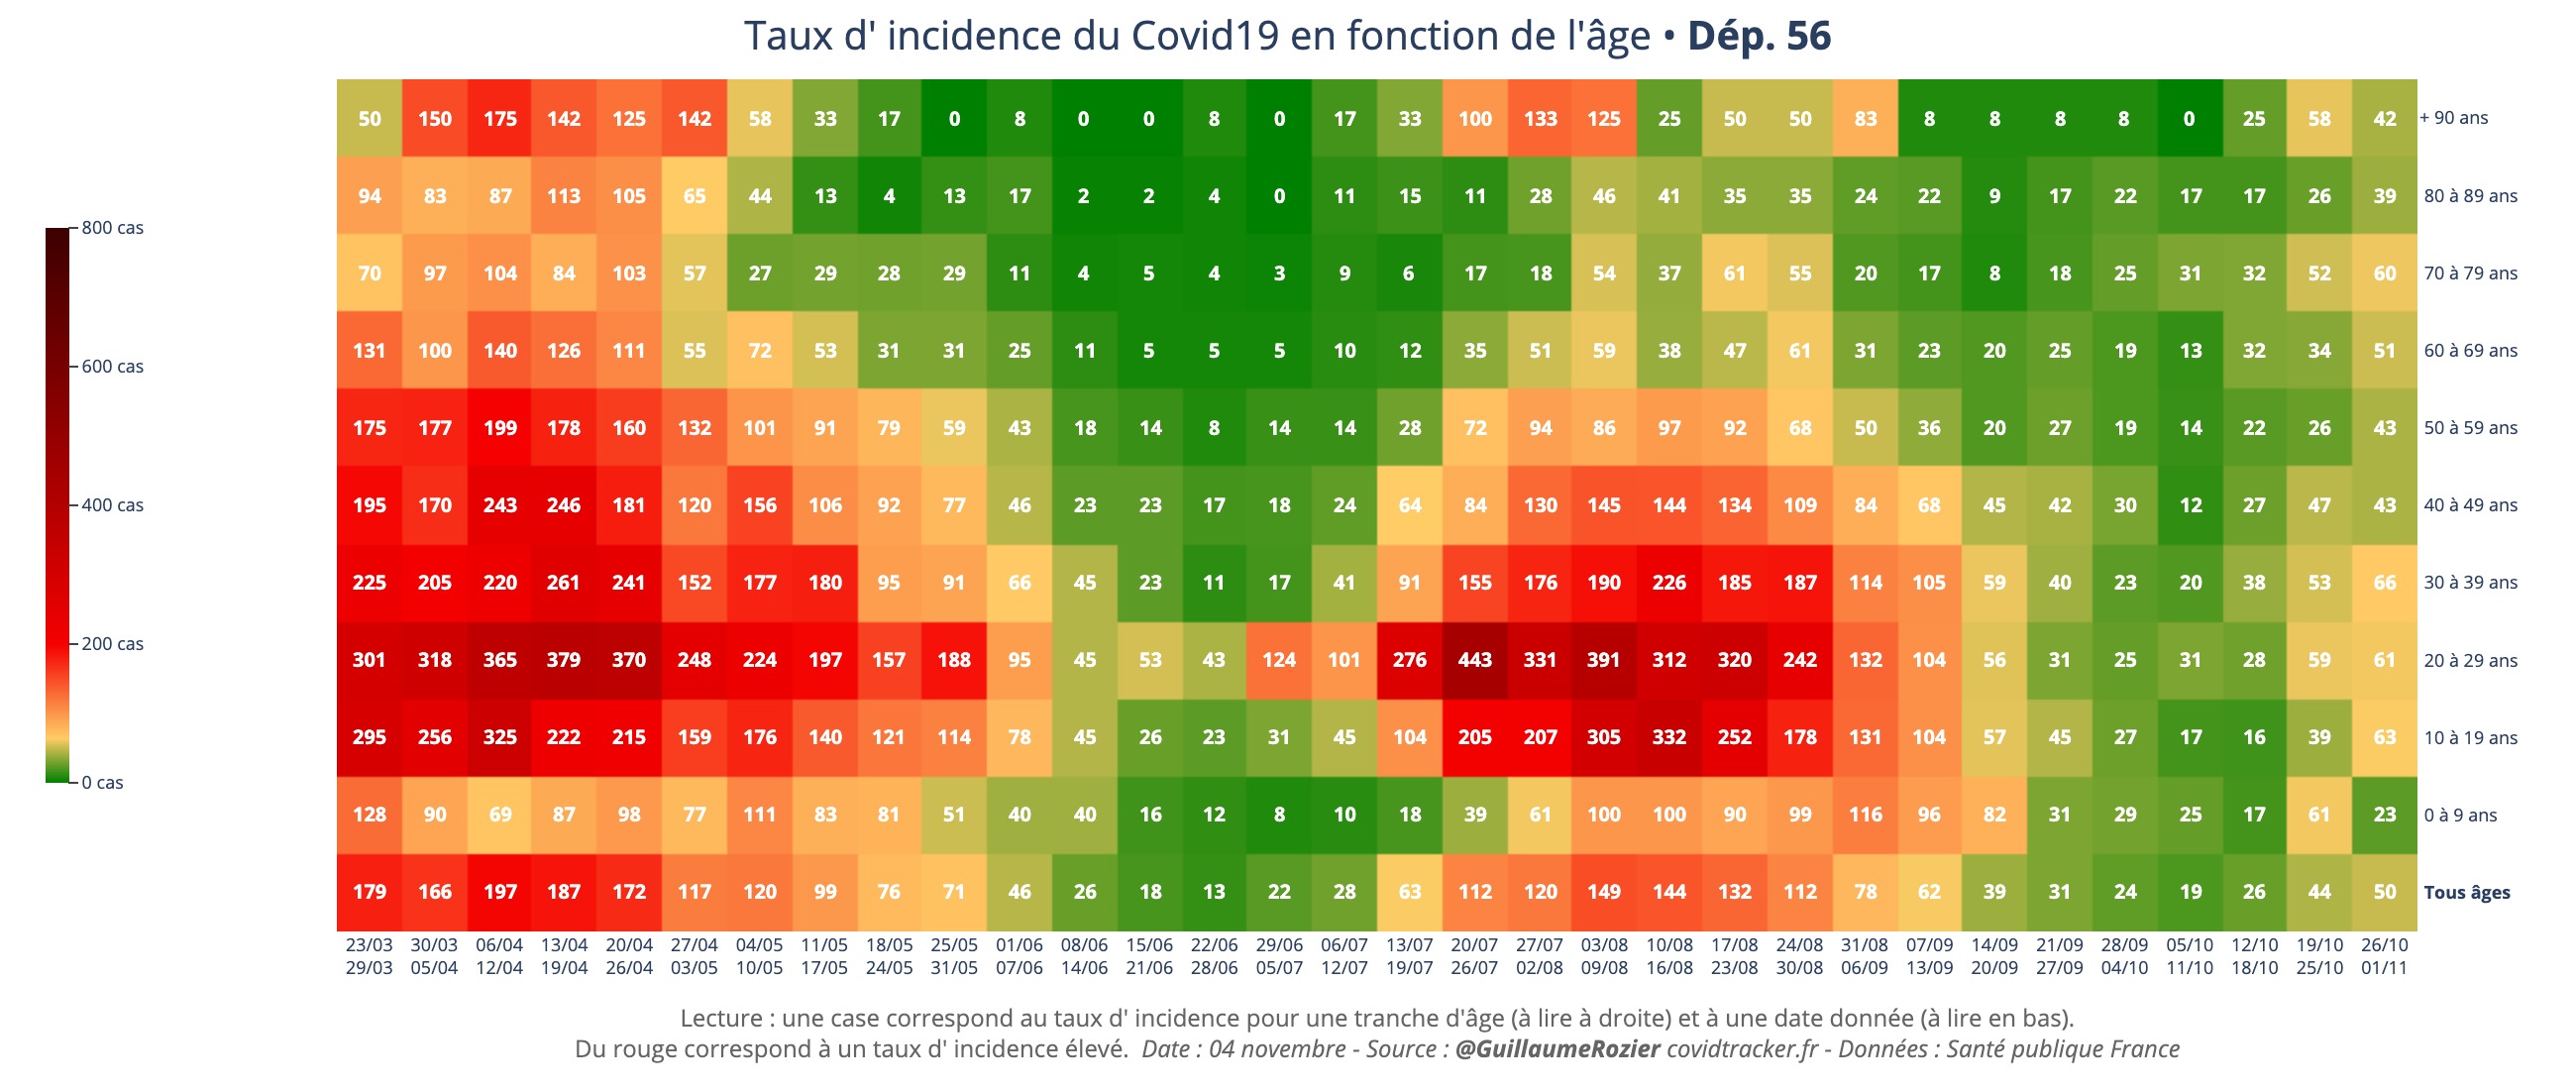 Taux d' incidence du Covid19 en fonction de l'âge • Dép. 56
800 cas
600 cas
400 cas
200 cas
0 cas
50 150 175 142 125 142 58 33 17 0 8 0 0 8 0 17 33 100 133 125 25 50 50 83 8 8 8 8 0 25 58 42 + 90 ans
94 83 87 113 105 65 44 13 4 13 17 2 2 4 0 11 15 11 28 46 41 35 35 24 22 9 17 22 17 17 26 39 80 à 89 ans
70 97 104 84 103 57 27 29 28 29 11 4 5 4 3 9 6 17 18 54 37 61 55 20 17 8 18 25 31 32 52 60 70 à 79 ans
131 100 140 126 111 55 72 53 31 31 25 11 5 5 5 10 12 35 51 59 38 47 61 31 23 20 25 19 13 32 34 51 60 à 69 ans
175 177 199 178 160 132 101 91 79 59 43 18 14 8 14 14 28 72 94 86 97 92 68 50 36 20 27 19 14 22 26 43 50 à 59 ans
195 170 243 246 181 120 156 106 92 77 46 23 23 17 18 24 64 84 130 145 144 134 109 84 68 45 42 30 12 27 47 43 40 à 49 ans
225 205 220 261 241 152 177 180 95 91 66 45 23 11 17 41 91 155 176 190 226 185 187 114 105 59 40 23 20 38 53 66 30 à 39 ans
301 318 365 379 370 248 224 197 157 188 95 45 53 43 124 101 276 443 331 391 312 320 242 132 104 56 31 25 31 28 59 61 20 à 29 ans
295 256 325 222 215 159 176 140 121 114 78 45 26 23 31 45 104 205 207 305 332 252 178 131 104 57 45 27 17 16 39 63 10 à 19 ans
128 90 69 87 98 77 111 83 81 51 40 40 16 12 8 10 18 39 61 100 100 90 99 116 96 82 31 29 25 17 61 23 0 à 9 ans
179 166 197 187 172 117 120 99 76 71 46 26 18 13 22 28 63 112 120 149 144 132 112 78 62 39 31 24 19 26 44 50 Tous âges
23/03 30/03 06/04 13/04 20/04 27/04 04/05 11/05 18/05 25/05 01/06 08/06 15/06 22/06 29/06 06/07 13/07 20/07 27/07 03/08 10/08 17/08 24/08 31/08 07/09 14/09 21/09 28/09 05/10 12/10 19/10 26/10
29/03 05/04 12/04 19/04 26/04 03/05 10/05 17/05 24/05 31/05 07/06 14/06 21/06 28/06 05/07 12/07 19/07 26/07 02/08 09/08 16/08 23/08 30/08 06/09 13/09 20/09 27/09 04/10 11/10 18/10 25/10 01/11
Lecture : une case correspond au taux d' incidence pour une tranche d'âge (à lire à droite) et à une date donnée (à lire en bas).
Du rouge correspond à un taux d' incidence élevé. Date : 04 novembre - Source : @GuillaumeRozier covidtracker.fr - Données : Santé publique France